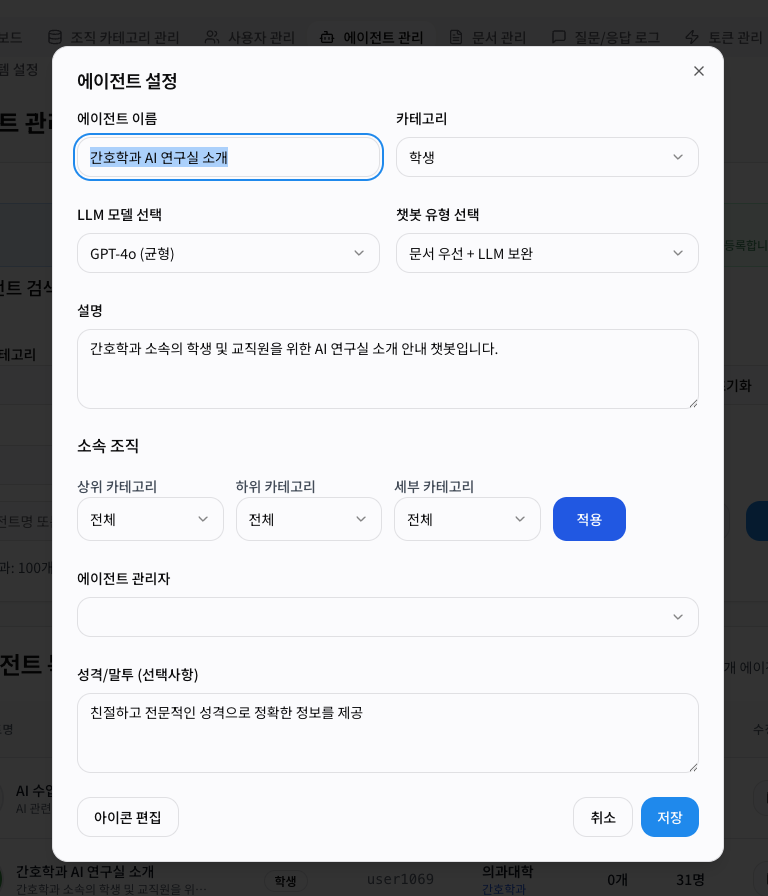 보드 조직 카테고리 관리 사용자 관리 에이전트 관리 문서 관리 질문/응답 로그 토큰 관리
템 설정
에이전트 설정
에이전트 이름 카테고리
간호학과 AI 연구실 소개 학생
LLM 모델 선택 챗봇 유형 선택
GPT-4o (균형) 문서 우선 + LLM 보완
등록합니
전트 검색
설명
간호학과 소속의 학생 및 교직원을 위한 AI 연구실 소개 안내 챗봇입니다.
테고리
기화
소속 조직
상위 카테고리 하위 카테고리 세부 카테고리
전체 전체 전체 적용
전트명 또
과: 100개
에이전트 관리자
전트
개 에이전
성격/말투 (선택사항)
친절하고 전문적인 성격으로 정확한 정보를 제공
명
AI 수업
AI 관련
아이콘 편집 취소 저장
간호학과 AI 연구실 소개 학생 user1069 의과대학 0개 31명
간호학과 소속의 학생 및 교직원을 위… 간호학과